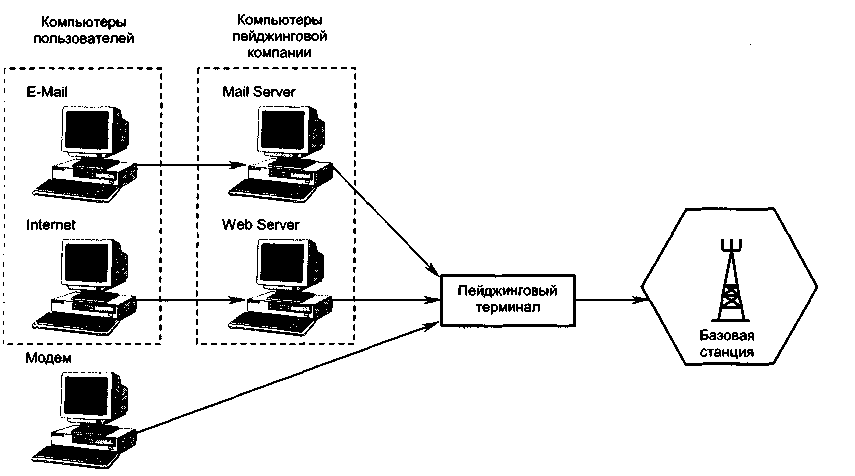 Компьютеры
пользователей
Компьютеры
пейджинговой
компании
E-Mail
Mail Server
Internet
Web Server
Модем
Пейджинговый
терминал
Базовая
станция